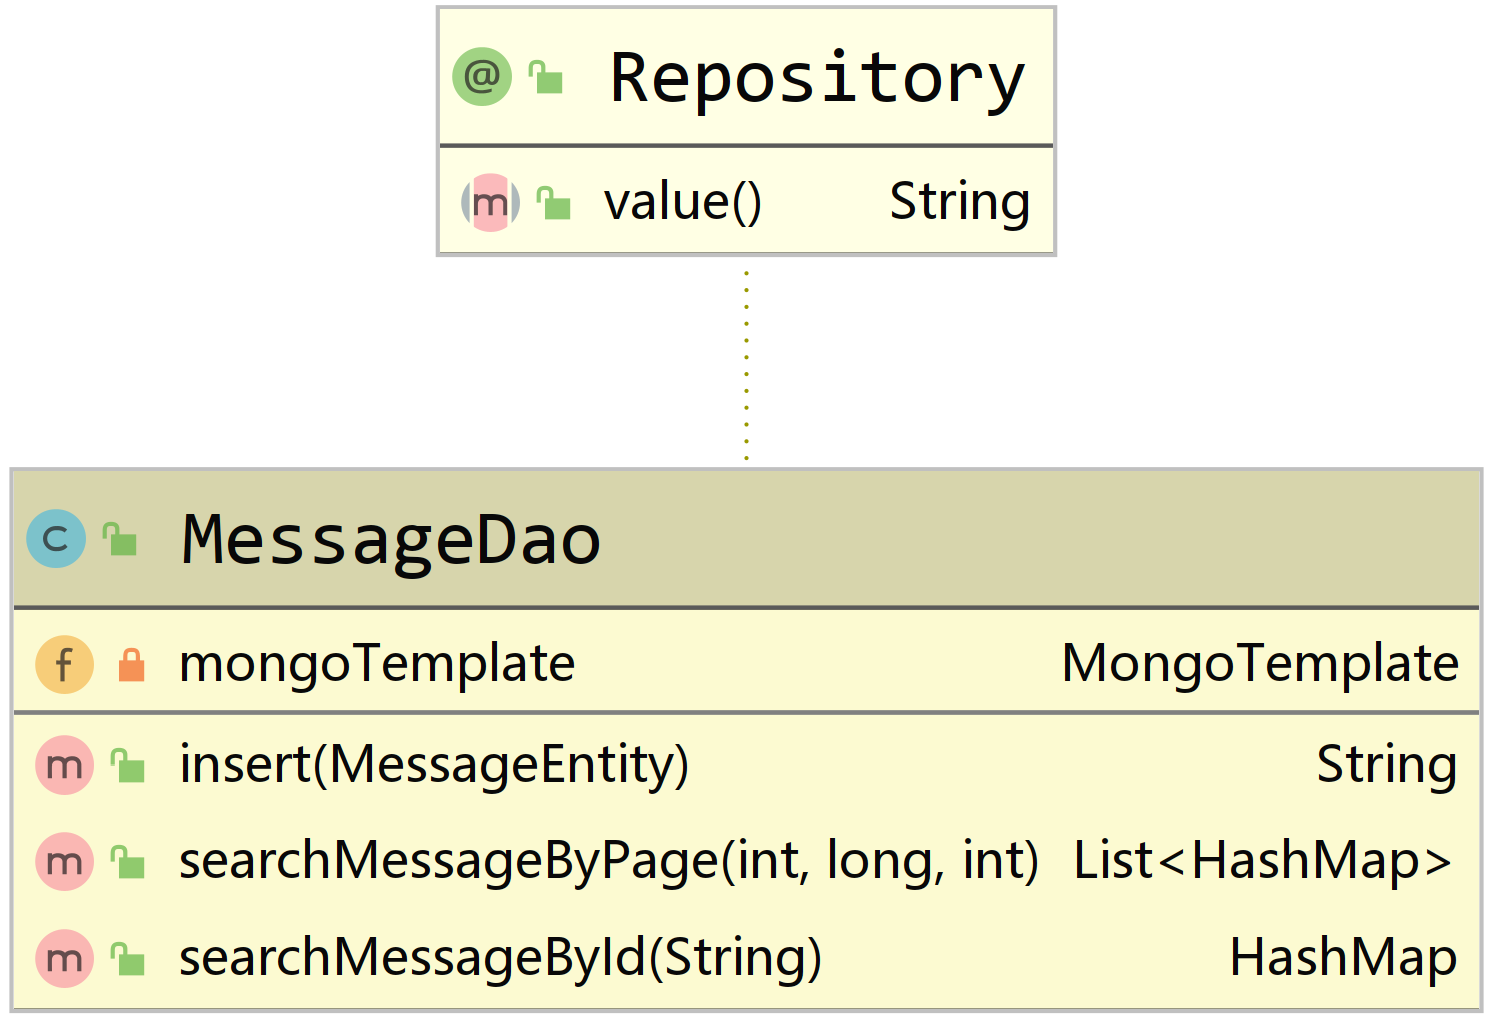 @ Repository
m value() String
C MessageDao
f mongoTemplate MongoTemplate
m insert(MessageEntity) String
m searchMessageByPage(int, long, int) List<HashMap>
m searchMessageById(String) HashMap